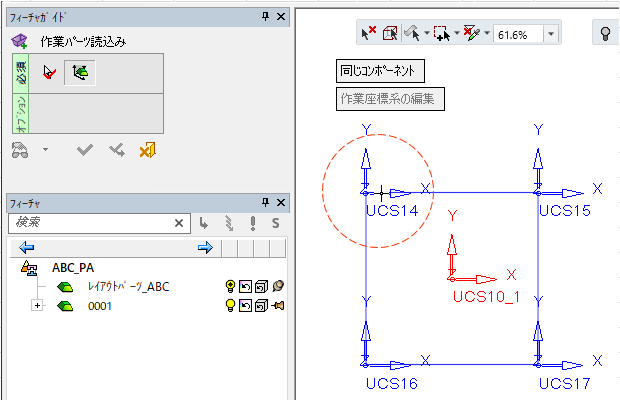 フィーチャガイド
作業パーツ読込み
必須
オプション
フィーチャ
検索
S
ABC_PA
レイアウトパーツ_ABC
0001
61.6%
同じコンポーネント
作業座標系の編集
Y
Y
X
X
UCS14
UCS15
Y
X
UCS10_1
Y
Y
X
X
UCS16
UCS17